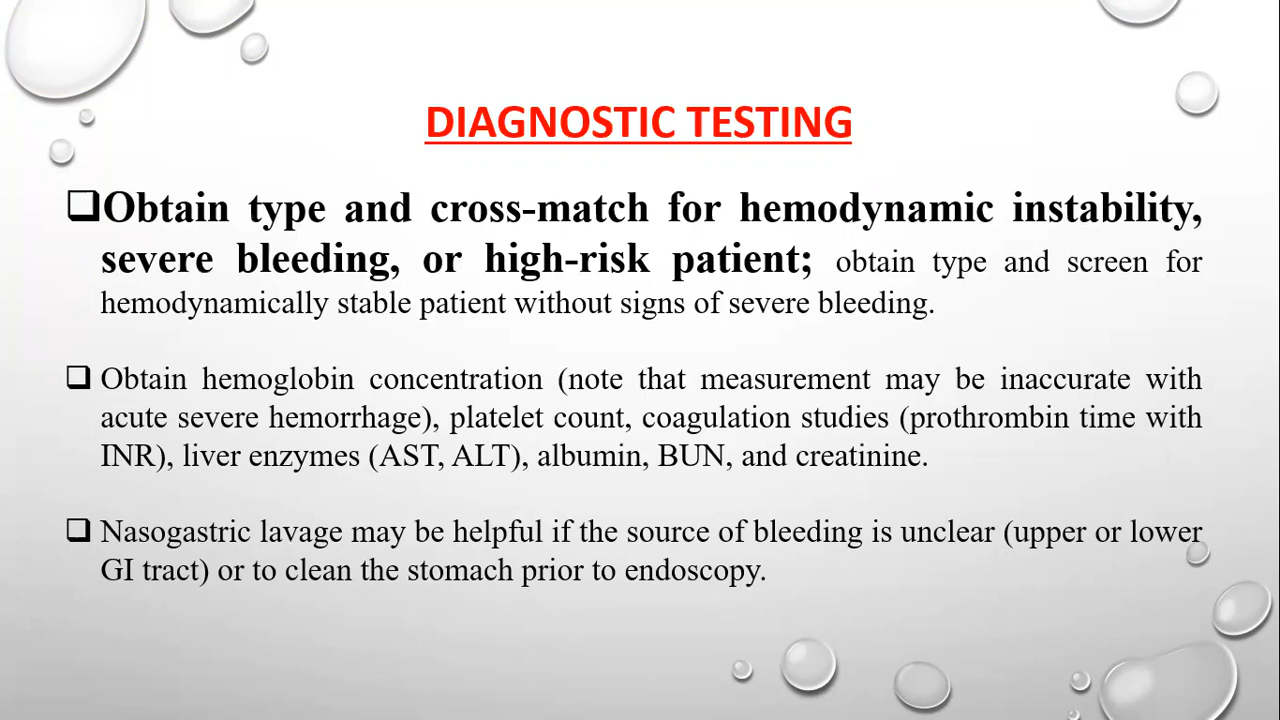 DIAGNOSTIC TESTING
❑Obtain type and cross-match for hemodynamic instability,
severe bleeding, or high-risk patient; obtain type and screen for
hemodynamically stable patient without signs of severe bleeding.
❑ Obtain hemoglobin concentration (note that measurement may be inaccurate with
acute severe hemorrhage), platelet count, coagulation studies (prothrombin time with
INR), liver enzymes (AST, ALT), albumin, BUN, and creatinine.
❑ Nasogastric lavage may be helpful if the source of bleeding is unclear (upper or lower
GI tract) or to clean the stomach prior to endoscopy.